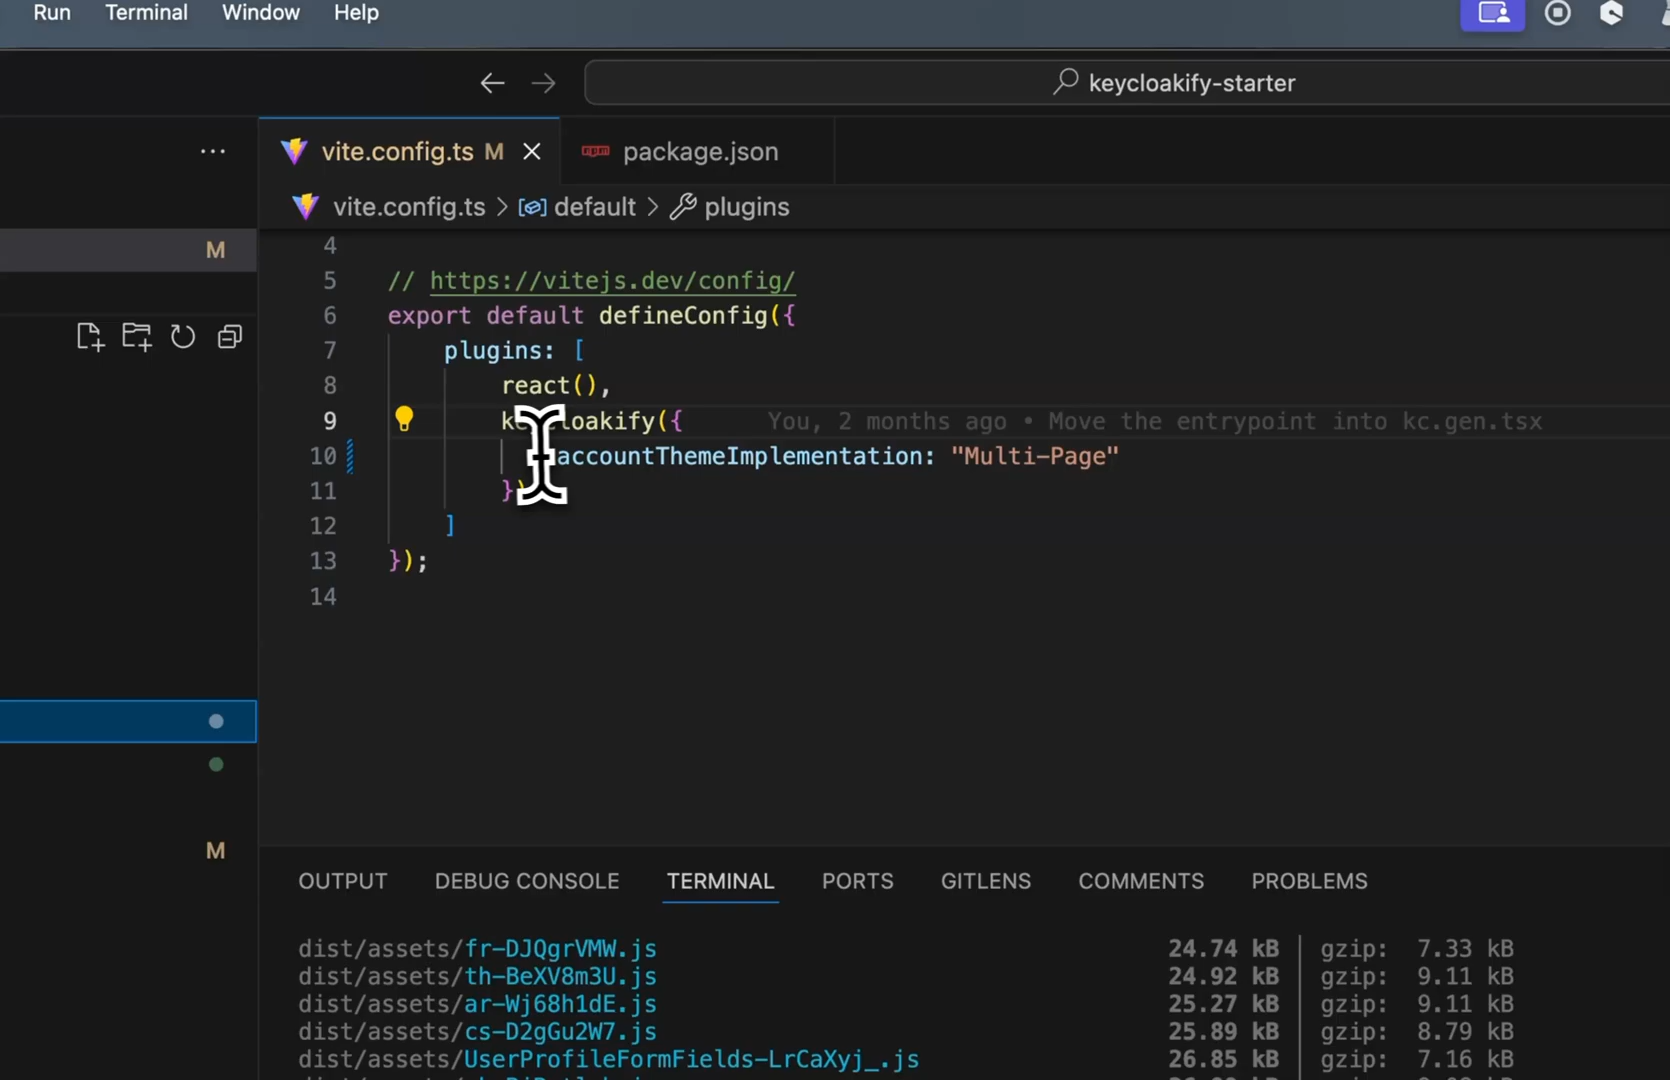 Run Terminal Window Help
keycloakify-starter
vite.config.ts M package.json
vite.config.ts > default > plugins
M
4
5 // https://vitejs.dev/config/
6 export default defineConfig({
7 plugins: [
8 react(),
9 keycloakify({ You, 2 months ago • Move the entrypoint into kc.gen.tsx
10 accountThemeImplementation: "Multi-Page"
11 })
12 ]
13 });
14
M
OUTPUT DEBUG CONSOLE TERMINAL PORTS GITLENS COMMENTS PROBLEMS
dist/assets/fr-DJQgrVMW.js 24.74 kB │ gzip: 7.33 kB
dist/assets/th-BeXV8m3U.js 24.92 kB │ gzip: 9.11 kB
dist/assets/ar-Wj68h1dE.js 25.27 kB │ gzip: 9.11 kB
dist/assets/cs-D2gGu2W7.js 25.89 kB │ gzip: 8.79 kB
dist/assets/UserProfileFormFields-LrCaXyj_.js 26.85 kB │ gzip: 7.16 kB